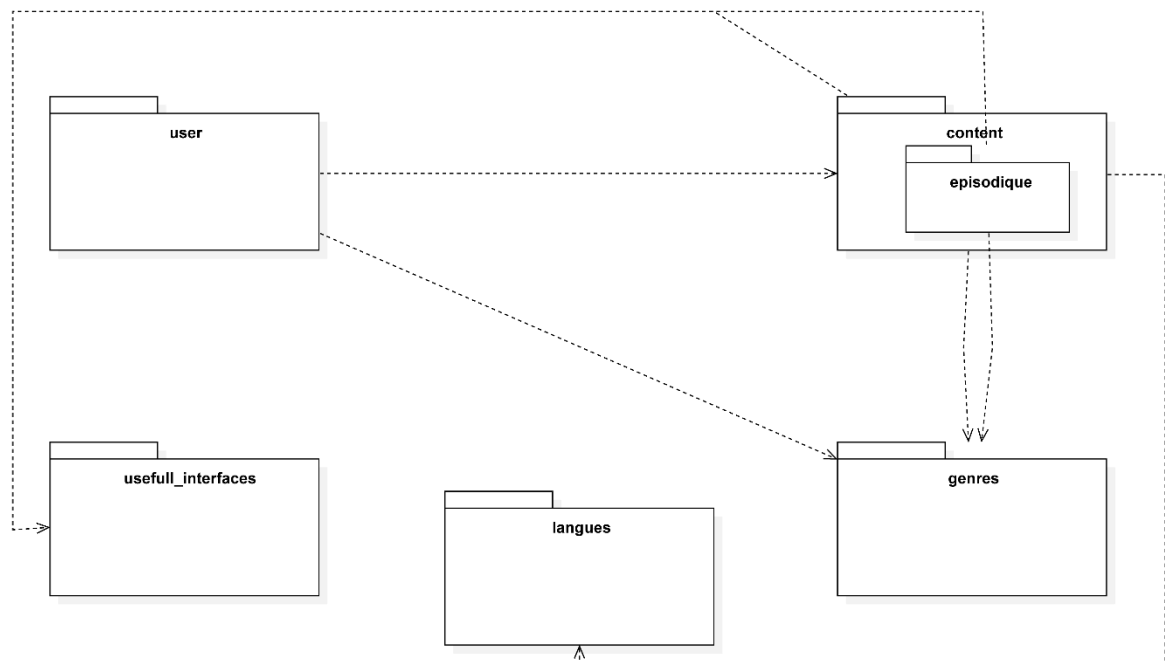 user
content
episodique
usefull_interfaces
genres
langues